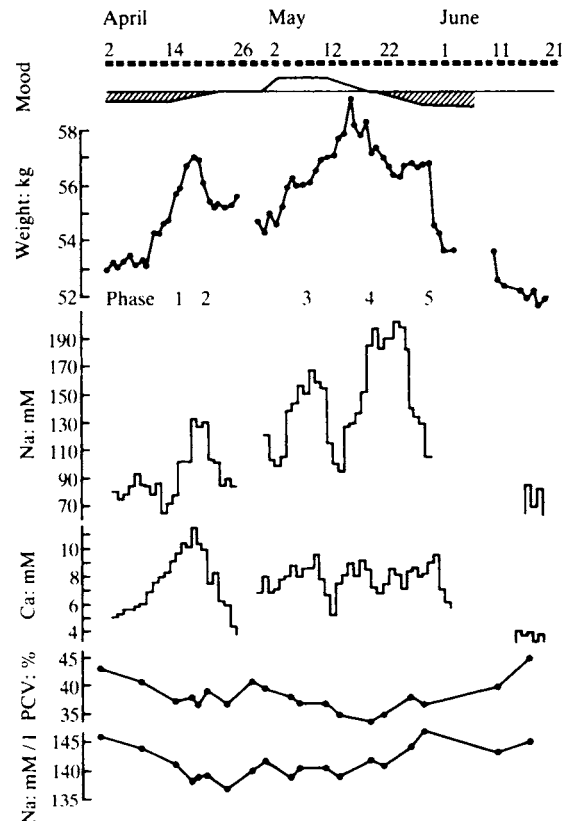 April May June
2 14 26 2 12 22 1 11 21
Mood
Weight: kg
58
56
54
52
Phase 1 2 3 4 5
Na: mM
190
170
150
130
110
90
70
Ca: mM
10
8
6
4
PCV: %
45
40
35
Na: mM/l
145
140
135